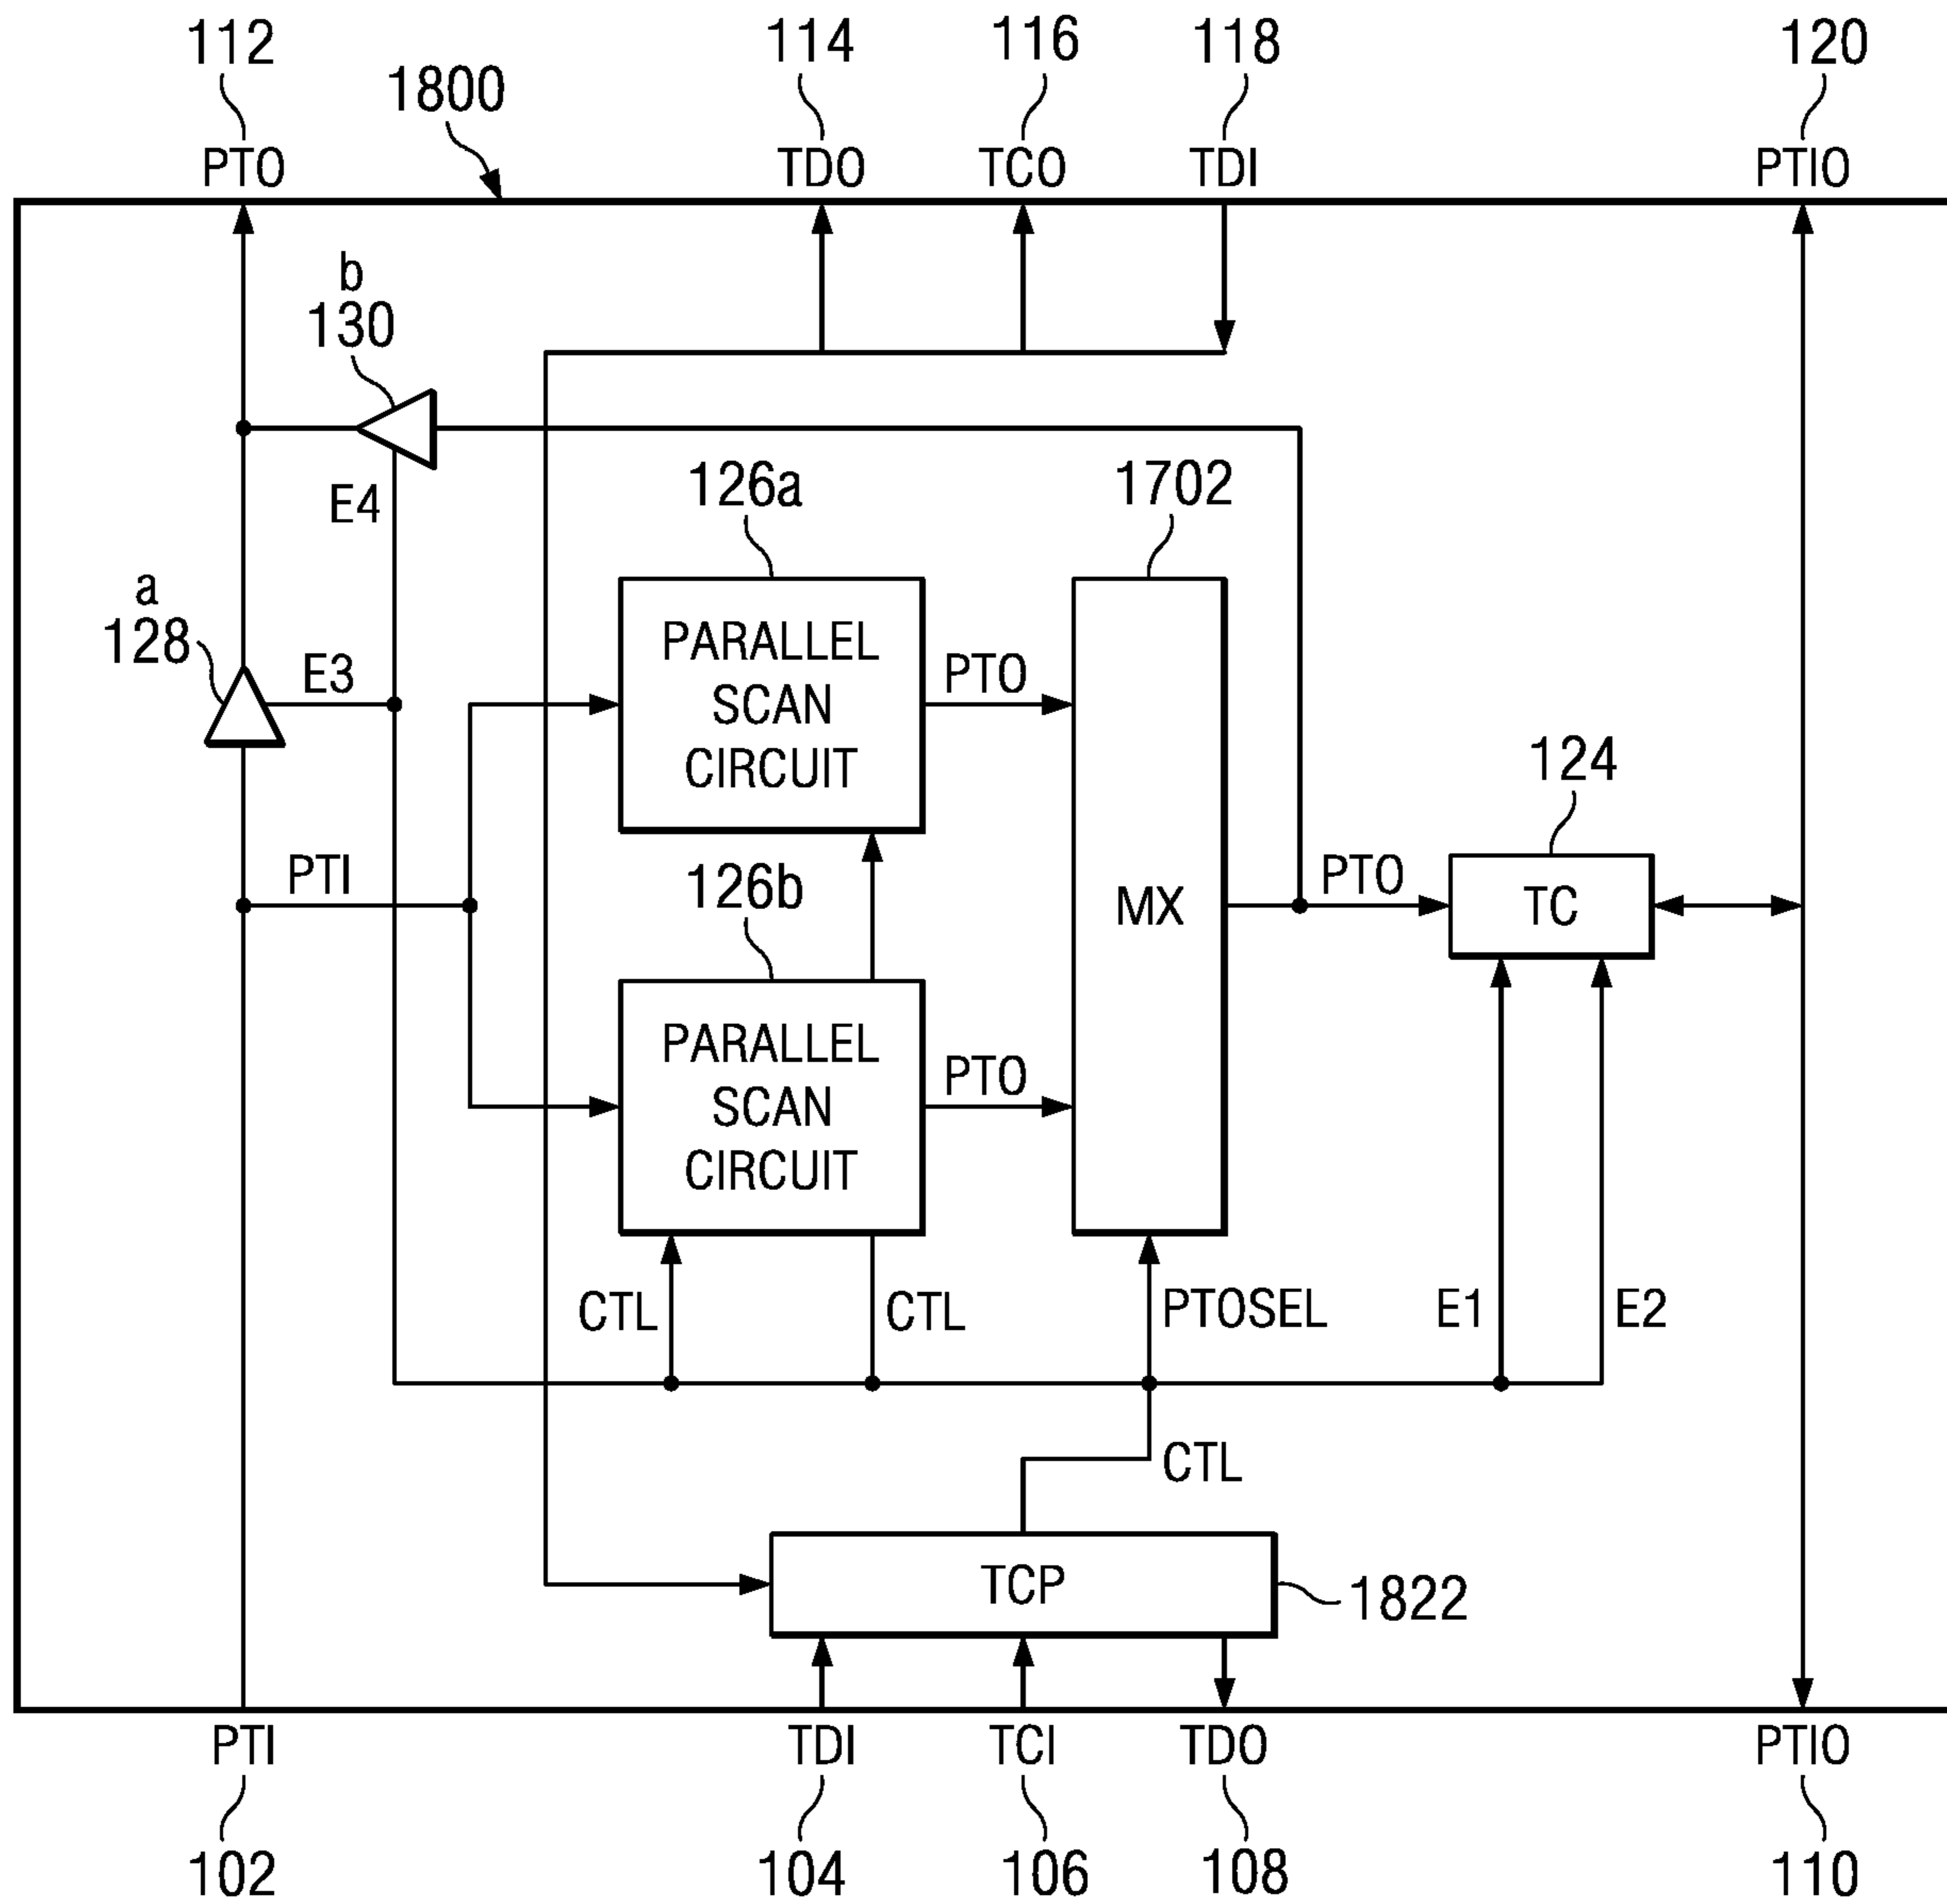 112
1800
114
116
118
120
PTO
TDO
TCO
TDI
PTIO
b
130
E4
126a
1702
a
128
E3
PARALLEL
SCAN
CIRCUIT
PTO
124
PTI
126b
MX
PTO
TC
PARALLEL
SCAN
CIRCUIT
PTO
CTL
CTL
PTOSEL
E1
E2
CTL
TCP
1822
PTI
TDI
TCI
TDO
PTIO
102
104
106
108
110